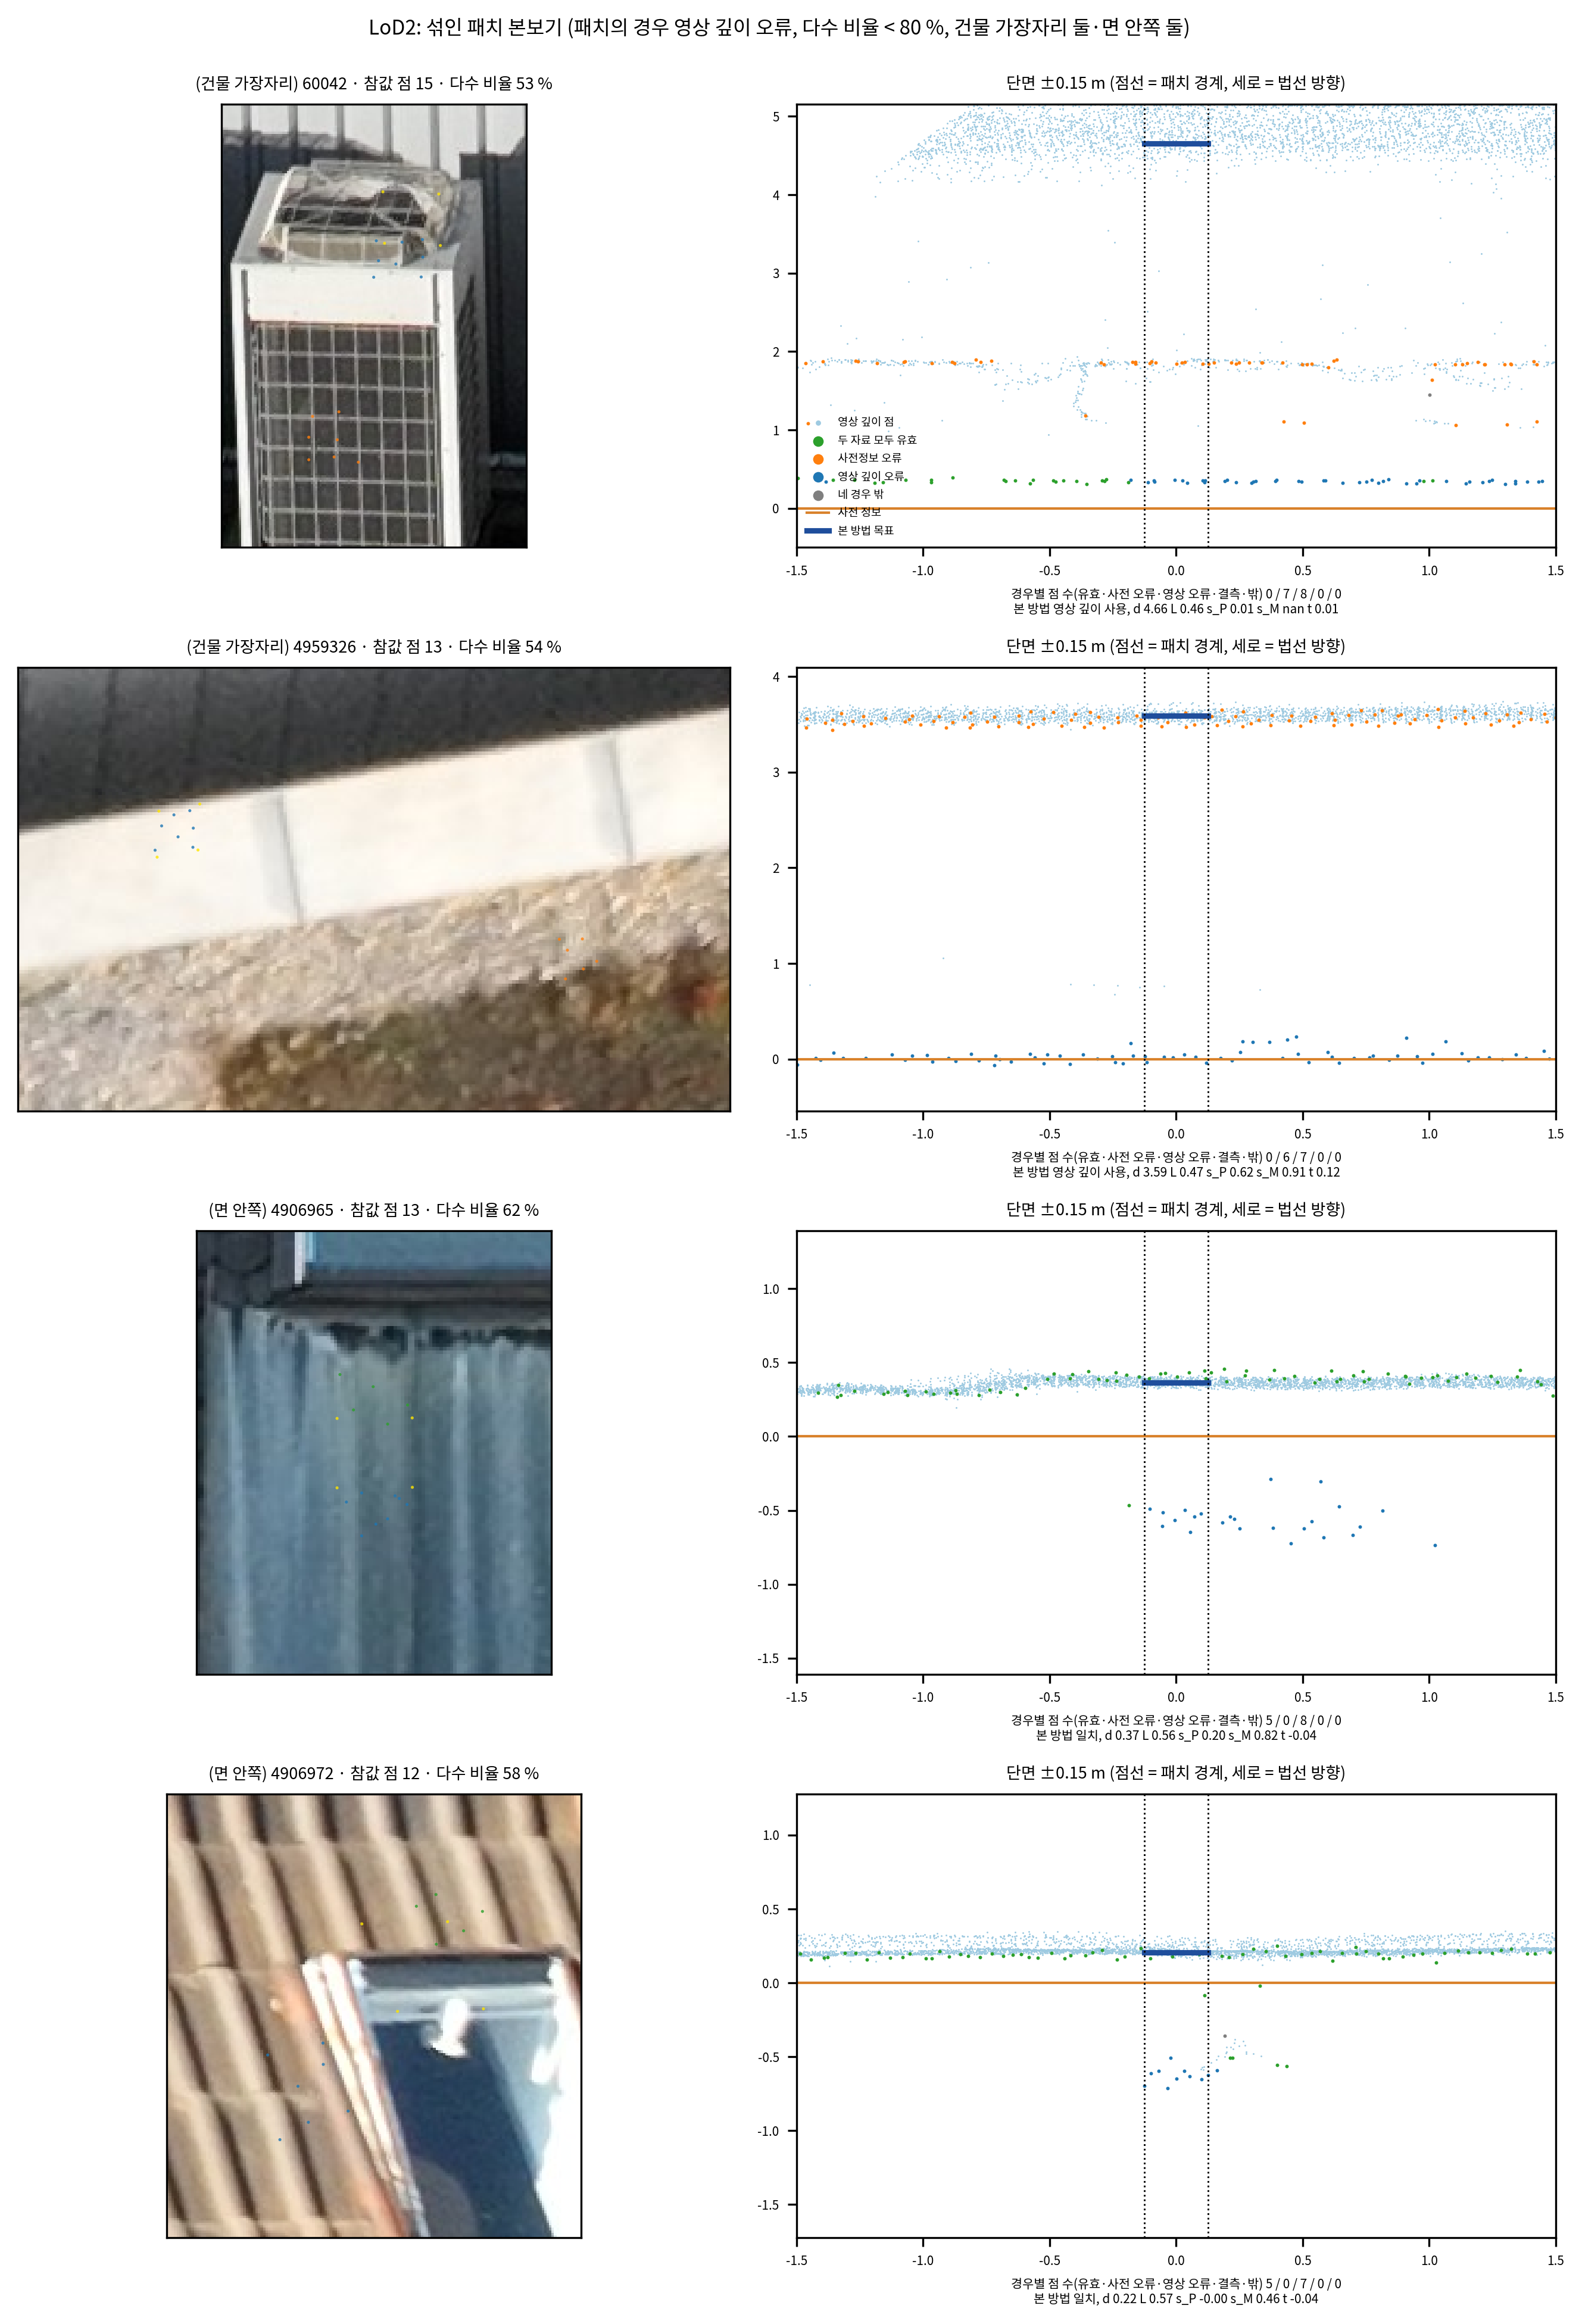 LoD2: 섞인 패치 본보기 (패치의 경우 영상 깊이 오류, 다수 비율 < 80 %, 건물 가장자리 둘·면 안쪽 둘)
(건물 가장자리) 60042 · 참값 점 15 · 다수 비율 53 %
단면 ±0.15 m (점선 = 패치 경계, 세로 = 법선 방향)
5
4
3
2
1
0
영상 깊이 점
두 자료 모두 유효
사전정보 오류
영상 깊이 오류
네 경우 밖
사전 정보
본 방법 목표
-1.5 -1.0 -0.5 0.0 0.5 1.0 1.5
경우별 점 수(유효·사전 오류·영상 오류·결측·밖) 0 / 7 / 8 / 0 / 0
본 방법 영상 깊이 사용, d 4.66 L 0.46 s_P 0.01 s_M nan t 0.01
(건물 가장자리) 4959326 · 참값 점 13 · 다수 비율 54 %
단면 ±0.15 m (점선 = 패치 경계, 세로 = 법선 방향)
4
3
2
1
0
-1.5 -1.0 -0.5 0.0 0.5 1.0 1.5
경우별 점 수(유효·사전 오류·영상 오류·결측·밖) 0 / 6 / 7 / 0 / 0
본 방법 영상 깊이 사용, d 3.59 L 0.47 s_P 0.62 s_M 0.91 t 0.12
(면 안쪽) 4906965 · 참값 점 13 · 다수 비율 62 %
단면 ±0.15 m (점선 = 패치 경계, 세로 = 법선 방향)
1.0
0.5
0.0
-0.5
-1.0
-1.5
-1.5 -1.0 -0.5 0.0 0.5 1.0 1.5
경우별 점 수(유효·사전 오류·영상 오류·결측·밖) 5 / 0 / 8 / 0 / 0
본 방법 일치, d 0.37 L 0.56 s_P 0.20 s_M 0.82 t -0.04
(면 안쪽) 4906972 · 참값 점 12 · 다수 비율 58 %
단면 ±0.15 m (점선 = 패치 경계, 세로 = 법선 방향)
1.0
0.5
0.0
-0.5
-1.0
-1.5
-1.5 -1.0 -0.5 0.0 0.5 1.0 1.5
경우별 점 수(유효·사전 오류·영상 오류·결측·밖) 5 / 0 / 7 / 0 / 0
본 방법 일치, d 0.22 L 0.57 s_P -0.00 s_M 0.46 t -0.04